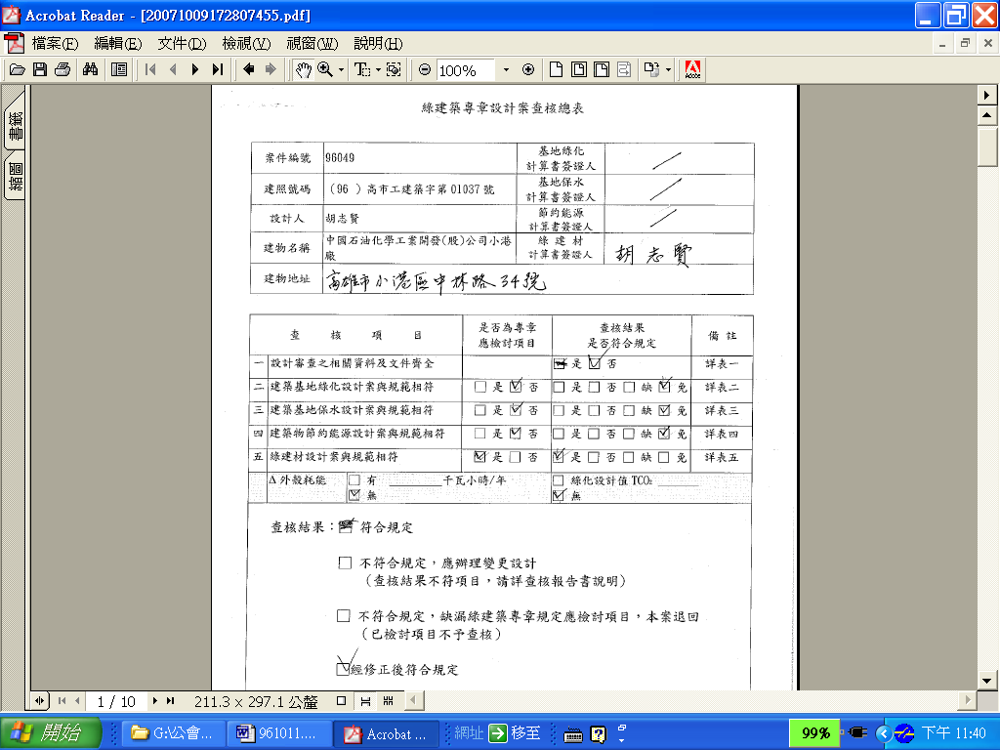 Acrobat Reader - [20071009172807455.pdf]
檔案(F) 編輯(E) 文件(D) 檢視(V) 視窗(W) 說明(H)
100%
Adobe
書籤
縮圖
綠建築專章設計案查核總表
案件編號 96049 基地綠化計算書簽證人
建照號碼 (96 ) 高市工建築字第 01037 號 基地保水計算書簽證人
設計人 胡志賢 節約能源計算書簽證人
建物名稱 中國石油化學工業開發(股)公司小港廠 綠 建 材計算書簽證人 胡志賢
建物地址 高雄市小港區中林路34號
查 核 項 目 是否為專章應檢討項目 查核結果是否符合規定 備 註
一 設計審查之相關資料及文件齊全 是 否 詳表一
二 建築基地綠化設計案與規範相符 是 否 是 否 缺 免 詳表二
三 建築基地保水設計案與規範相符 是 否 是 否 缺 免 詳表三
四 建築物節約能源設計案與規範相符 是 否 是 否 缺 免 詳表四
五 綠建材設計案與規範相符 是 否 是 否 缺 免 詳表五
Δ外殼耗能 有 ________千瓦小時/年 綠化設計值TCO₂ ______
無 無
查核結果： 符合規定
不符合規定，應辦理變更設計
(查核結果不符項目，請詳查核報告書說明)
不符合規定，缺漏綠建築專章規定應檢討項目，本案退回
(已檢討項目不予查核)
經修正後符合規定
1 / 10 211.3 x 297.1 公釐
開始 G:\公會... 961011.... Acrobat ... 網址 移至 99% 下午 11:40